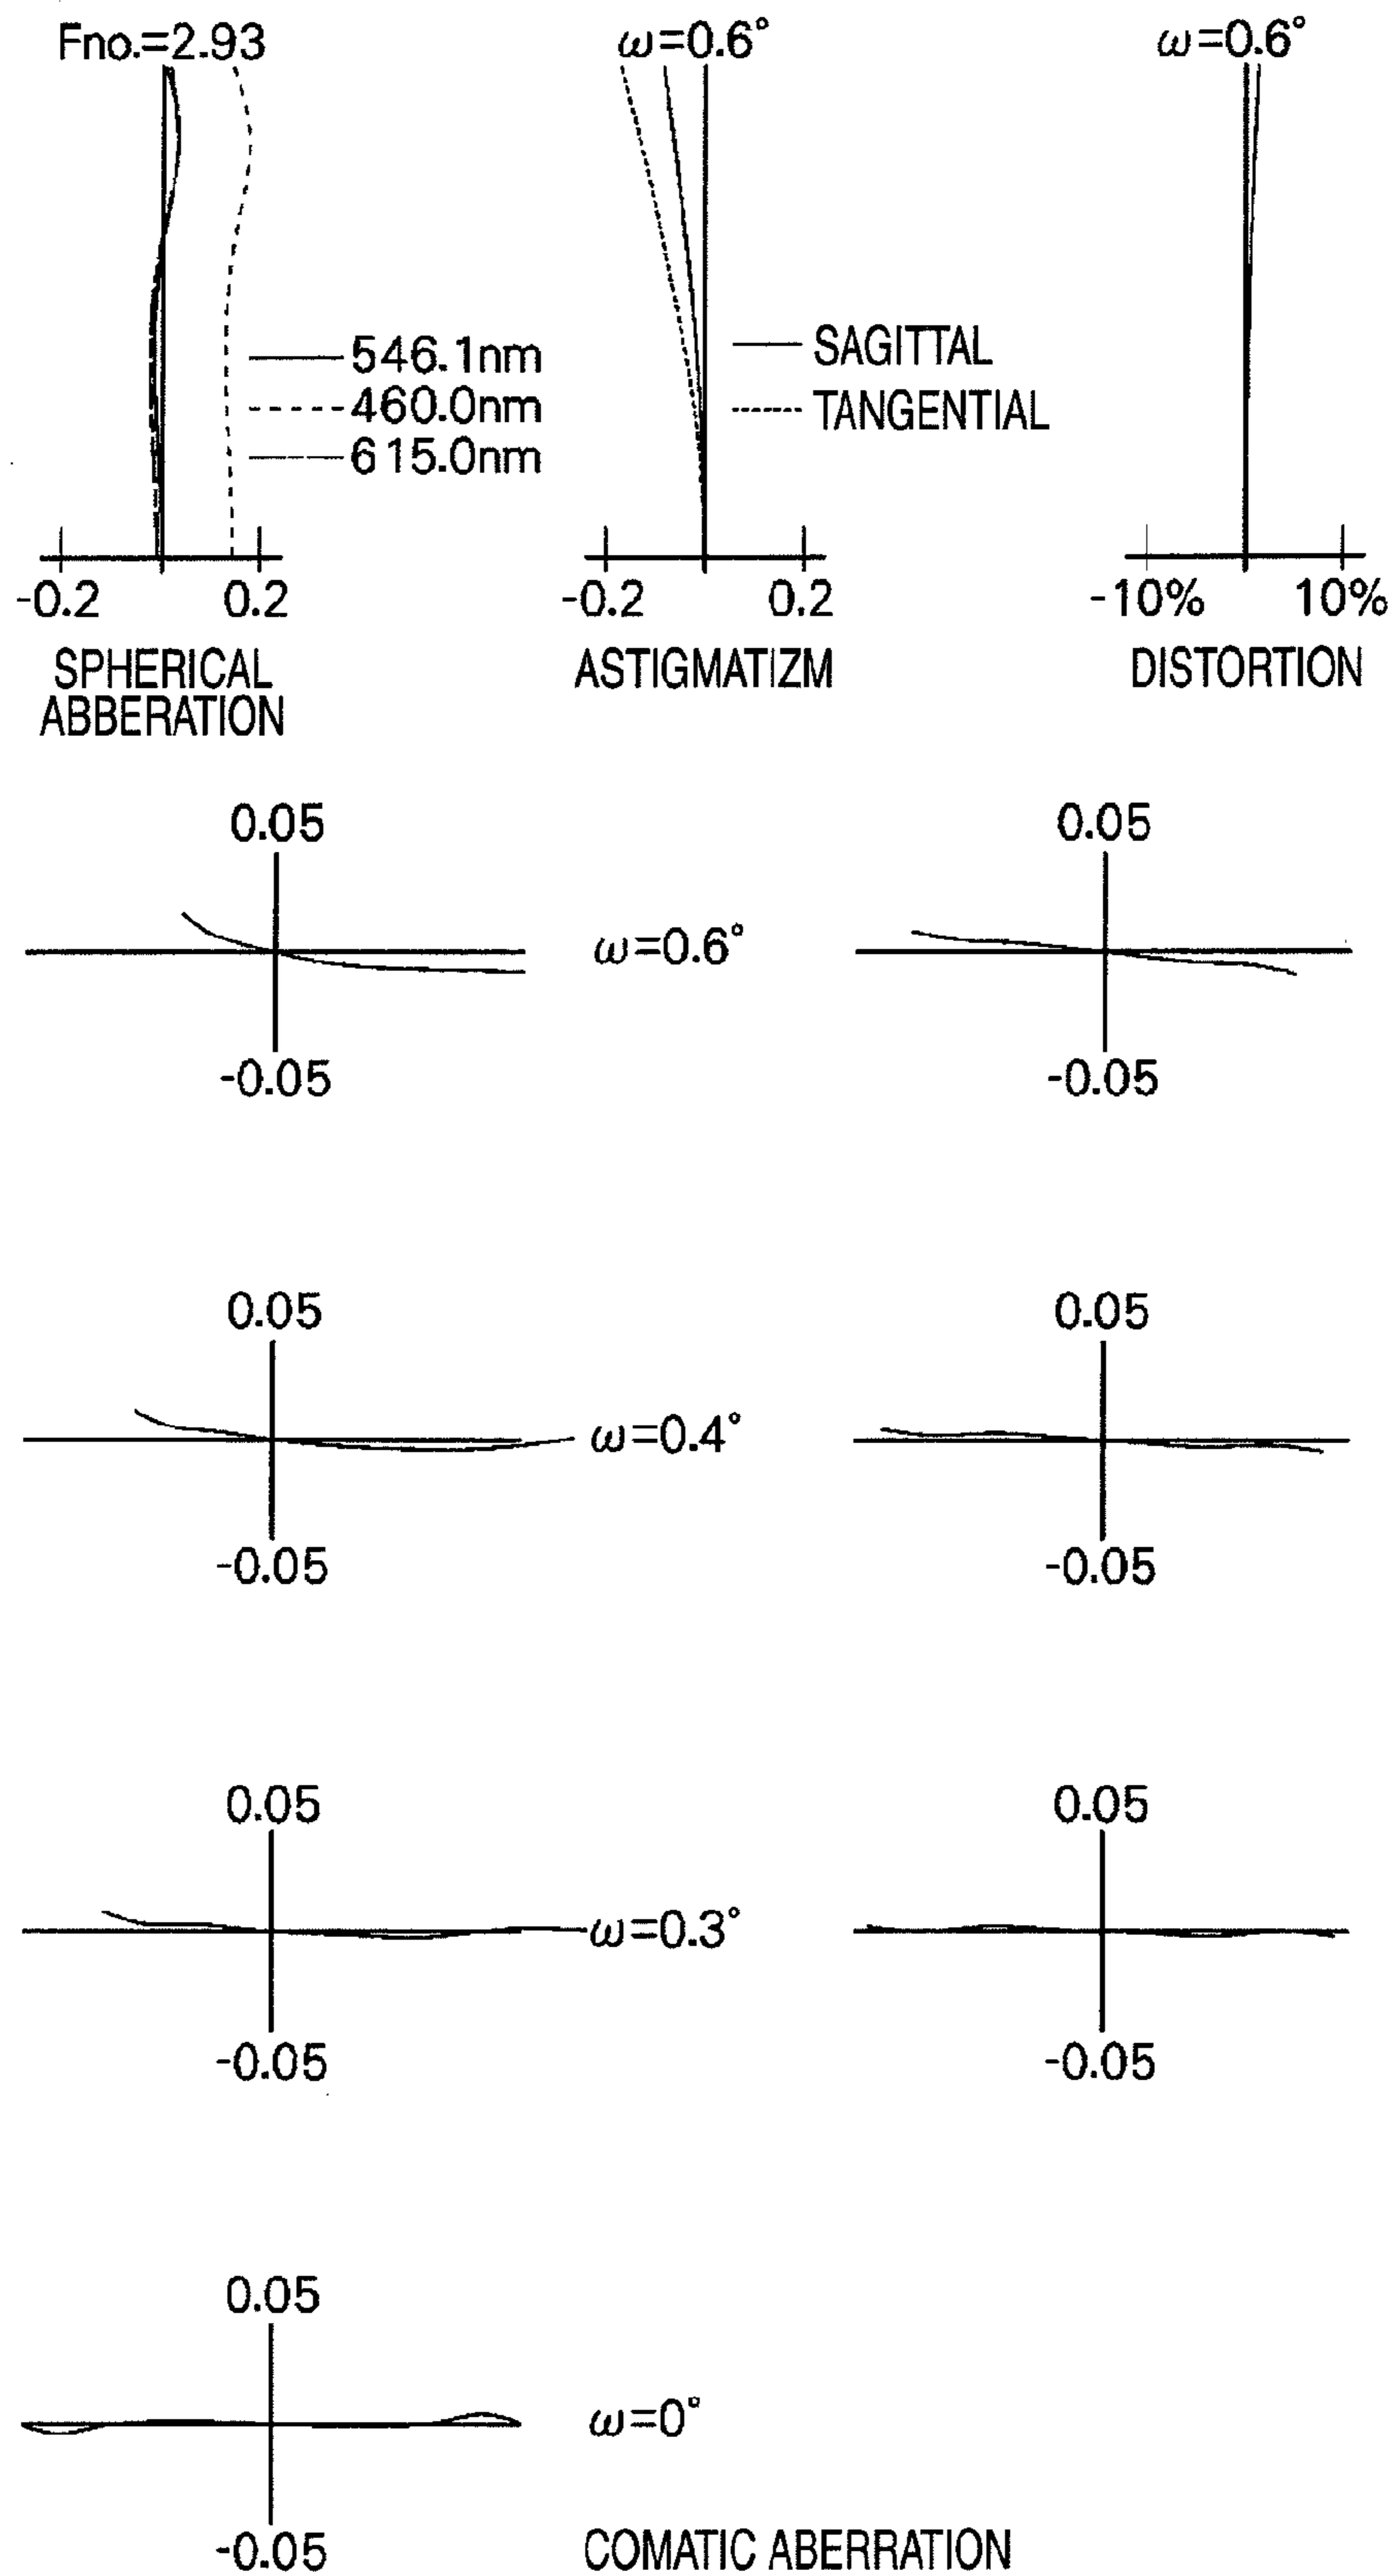 Fno.=2.93
ω=0.6°
ω=0.6°
546.1nm
460.0nm
615.0nm
SAGITTAL
TANGENTIAL
-0.2 0.2
-0.2 0.2
-10% 10%
SPHERICAL
ABBERATION
ASTIGMATIZM
DISTORTION
0.05 0.05
ω=0.6°
-0.05 -0.05
0.05 0.05
ω=0.4°
-0.05 -0.05
0.05 0.05
ω=0.3°
-0.05 -0.05
0.05
ω=0°
-0.05
COMATIC ABERRATION